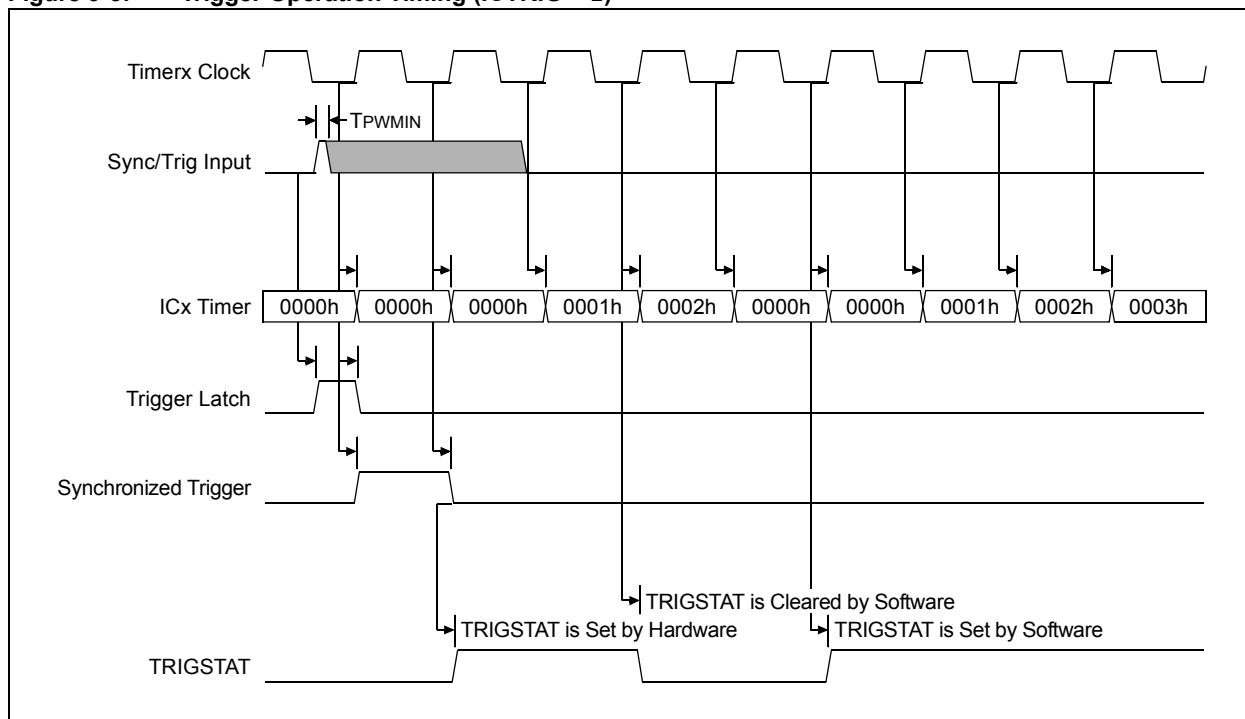 Timerx Clock
TPWMIN
Sync/Trig Input
ICx Timer 0000h 0000h 0000h 0001h 0002h 0000h 0000h 0001h 0002h 0003h
Trigger Latch
Synchronized Trigger
TRIGSTAT is Cleared by Software
TRIGSTAT is Set by Hardware TRIGSTAT is Set by Software
TRIGSTAT